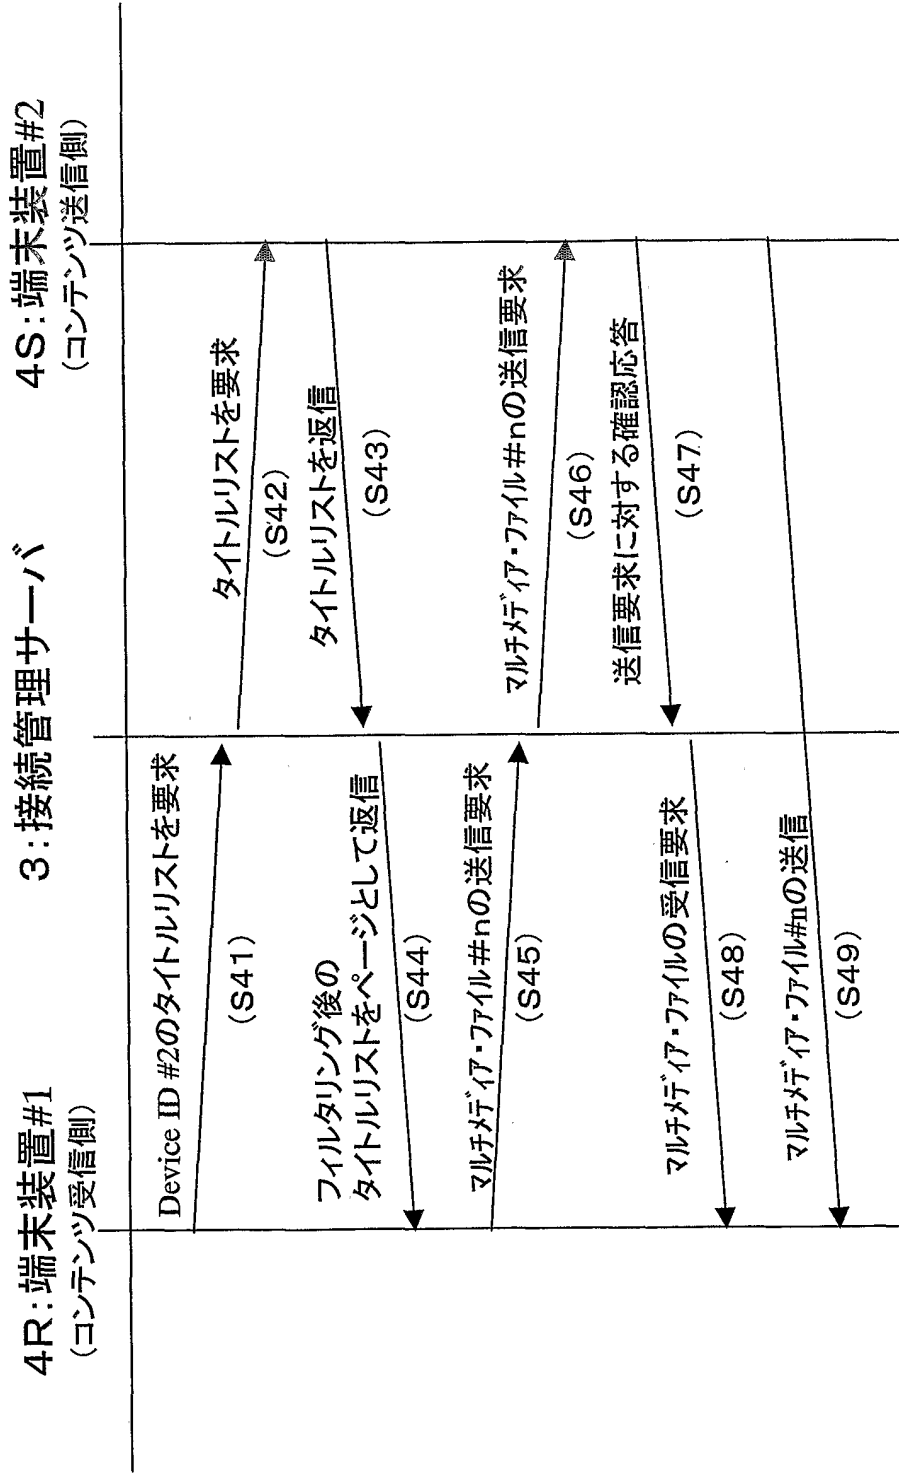 4R:端末装置#1
(コンテンツ受信側)
3:接続管理サーバ
4S:端末装置#2
(コンテンツ送信側)
Device ID #2のタイトルリストを要求
(S41)
タイトルリストを要求
(S42)
タイトルリストを返信
(S43)
フィルタリング後の
タイトルリストをページとして返信
(S44)
マルチメディア・ファイル#nの送信要求
(S45)
マルチメディア・ファイル#nの送信要求
(S46)
送信要求に対する確認応答
(S47)
マルチメディア・ファイルの受信要求
(S48)
マルチメディア・ファイル#nの送信
(S49)